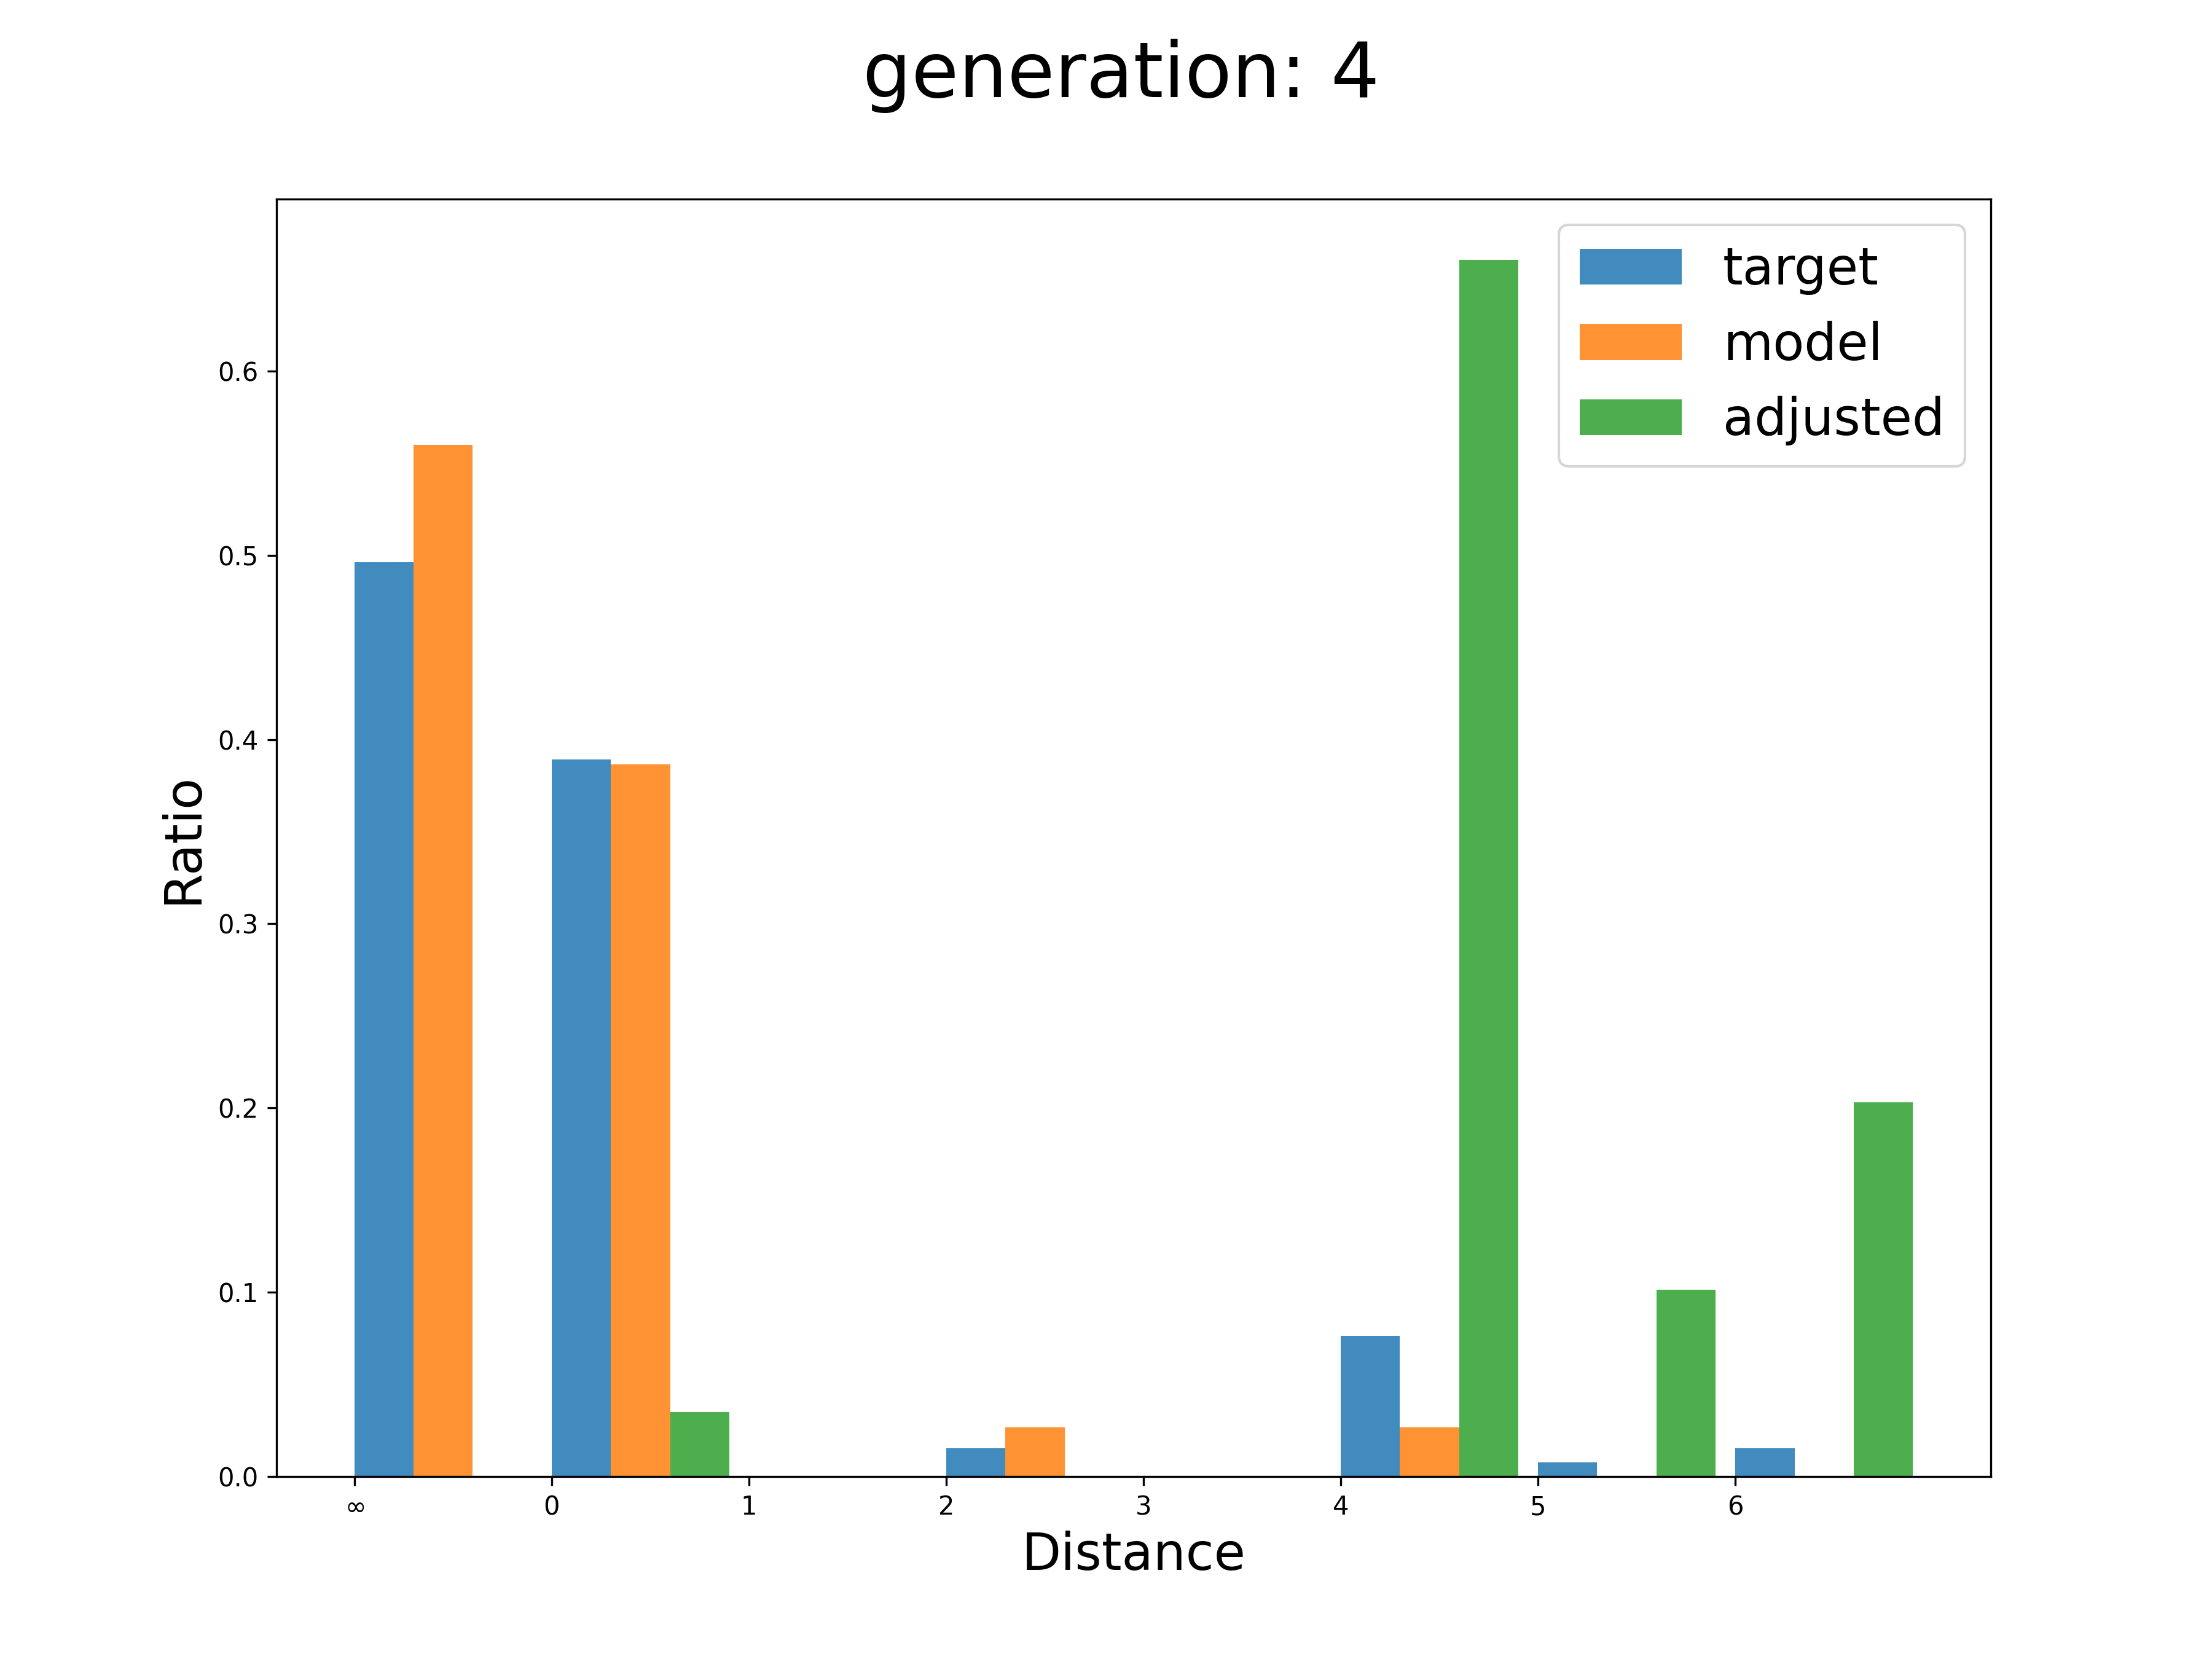 generation: 4
target
model
adjusted
Ratio
0.6
0.5
0.4
0.3
0.2
0.1
0.0
∞ 0 1 2 3 4 5 6
Distance